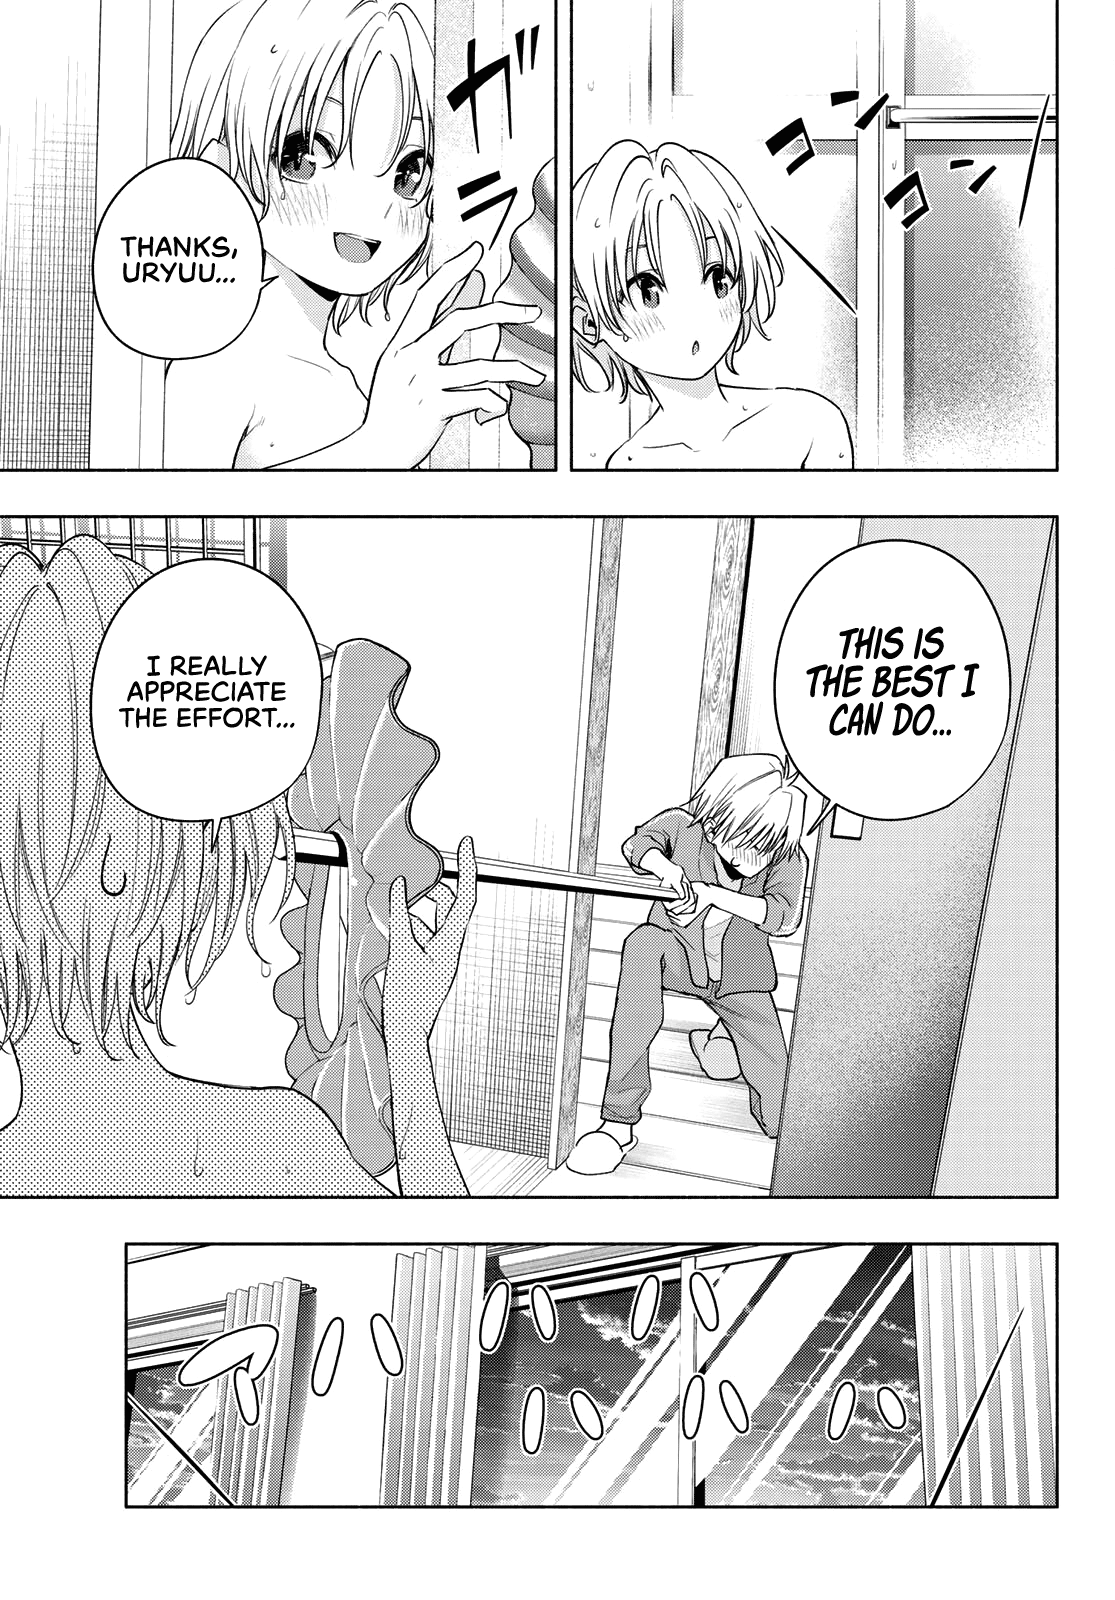 コンコン
ガラ
THANKS,
URYUU...
THIS IS
THE BEST I
CAN DO...
I REALLY
APPRECIATE
THE EFFORT...